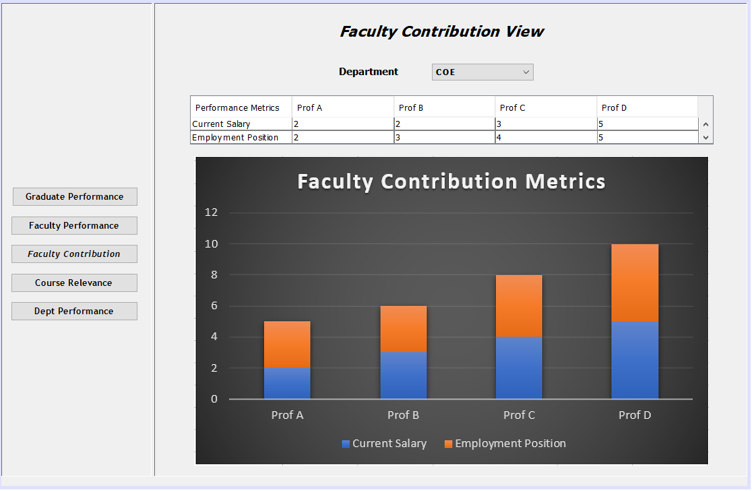 Faculty Contribution View
Department COE
Performance Metrics Prof A Prof B Prof C Prof D
Current Salary 2 2 3 5
Employment Position 2 3 4 5
Graduate Performance
Faculty Performance
Faculty Contribution
Course Relevance
Dept Performance
Faculty Contribution Metrics
12
10
8
6
4
2
0
Prof A Prof B Prof C Prof D
Current Salary Employment Position